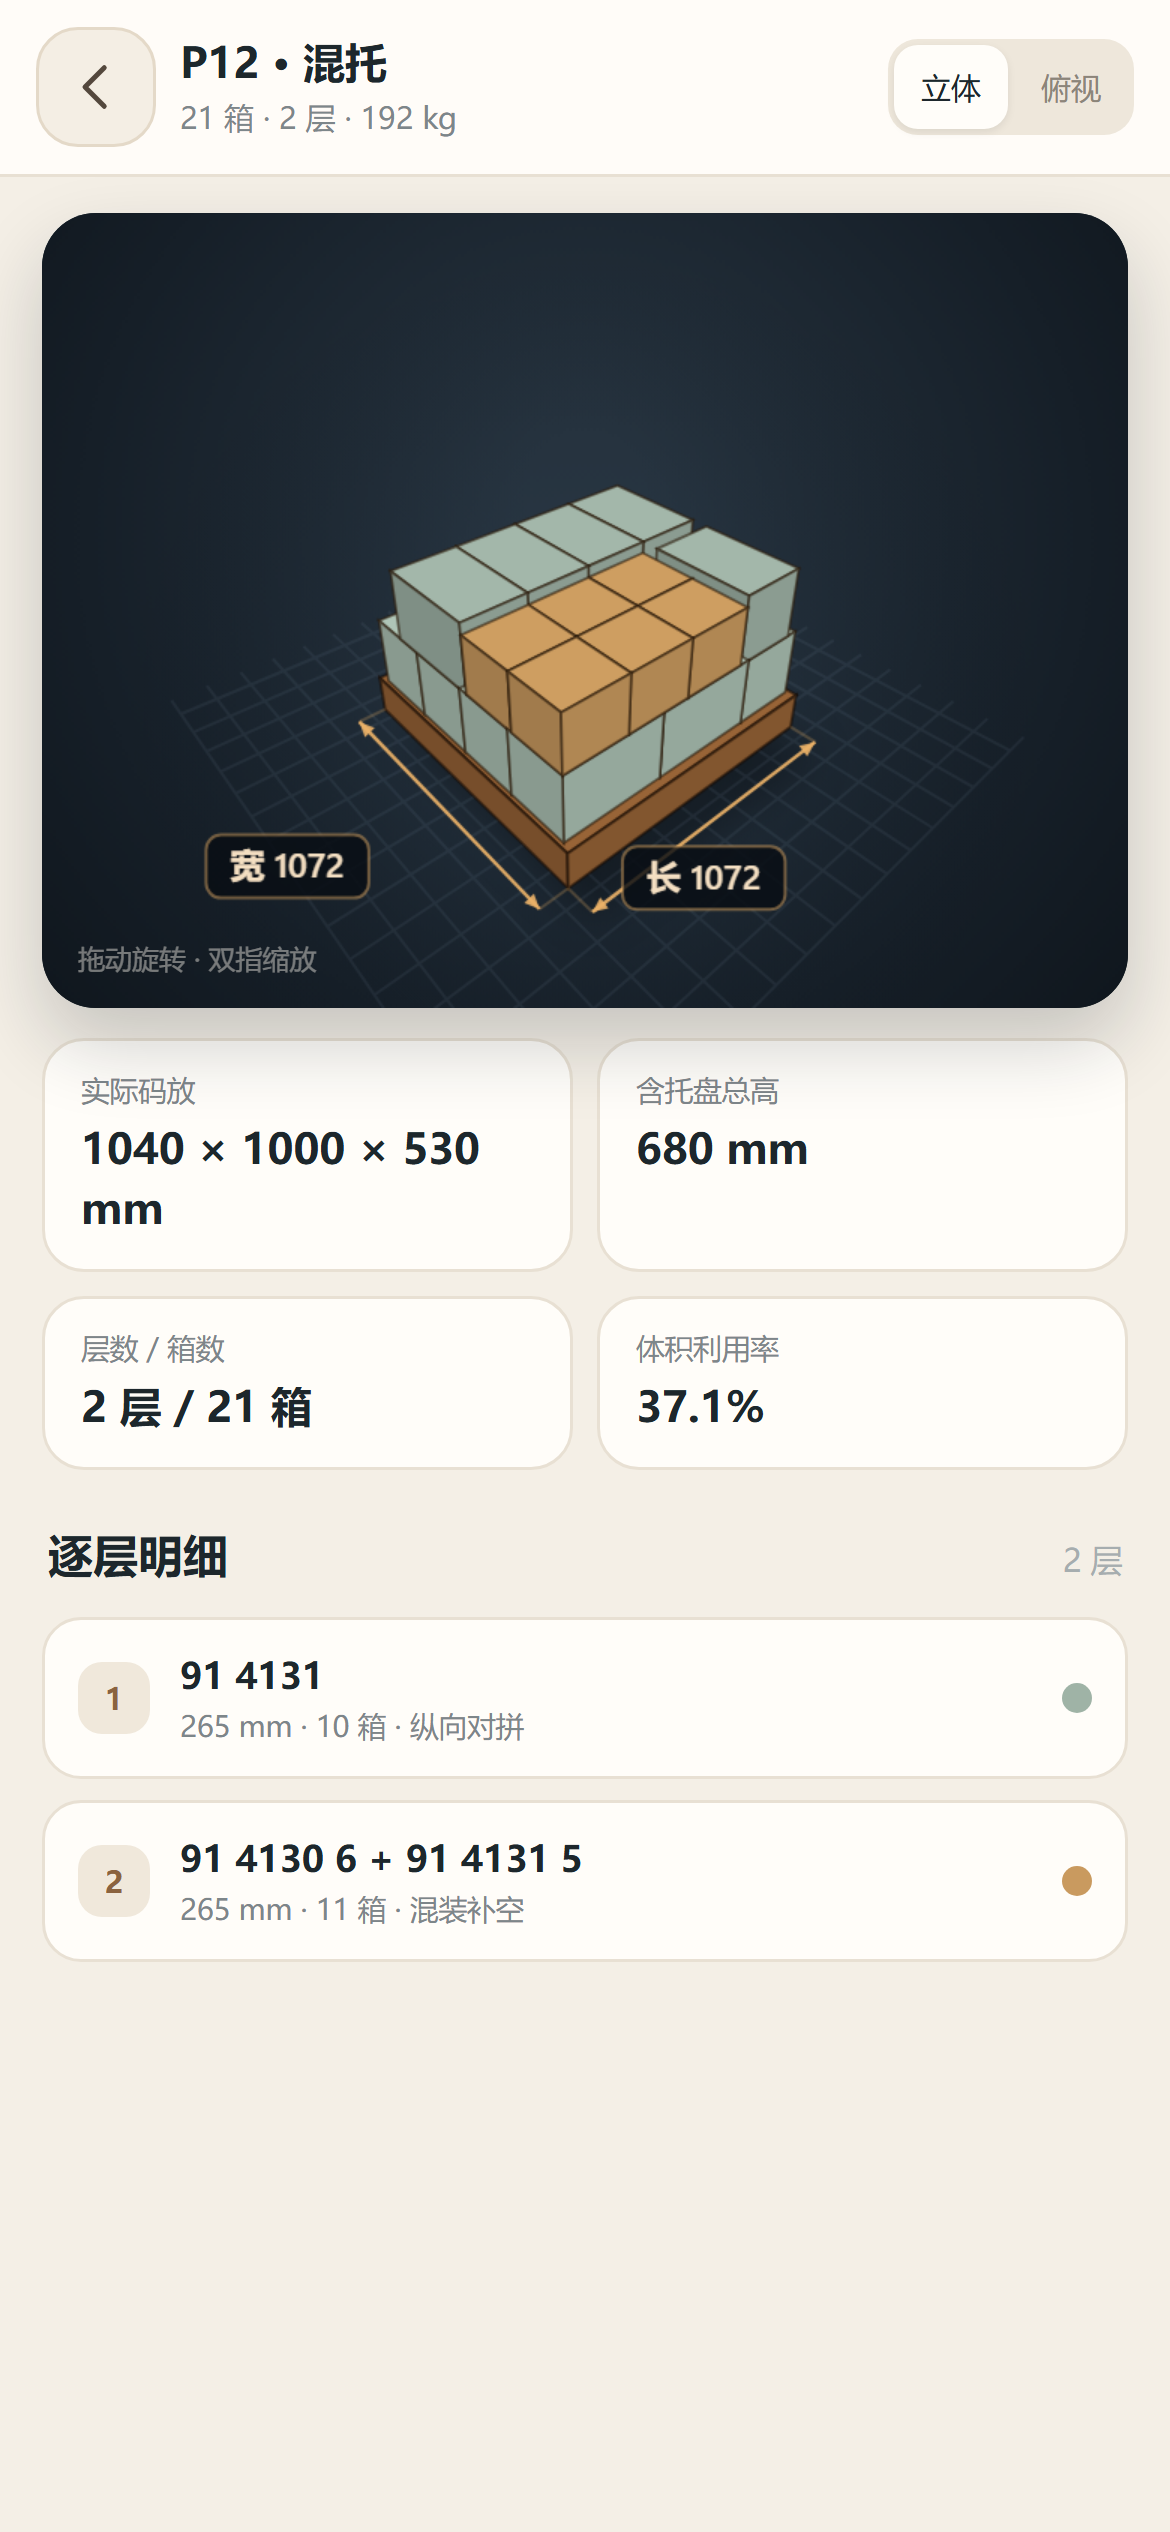 P12 · 混托
21 箱 · 2 层 · 192 kg
立体
俯视
宽 1072
长 1072
拖动旋转 · 双指缩放
实际码放
1040 × 1000 × 530
mm
含托盘总高
680 mm
层数 / 箱数
2 层 / 21 箱
体积利用率
37.1%
逐层明细
2 层
1
91 4131
265 mm · 10 箱 · 纵向对拼
2
91 4130 6 + 91 4131 5
265 mm · 11 箱 · 混装补空